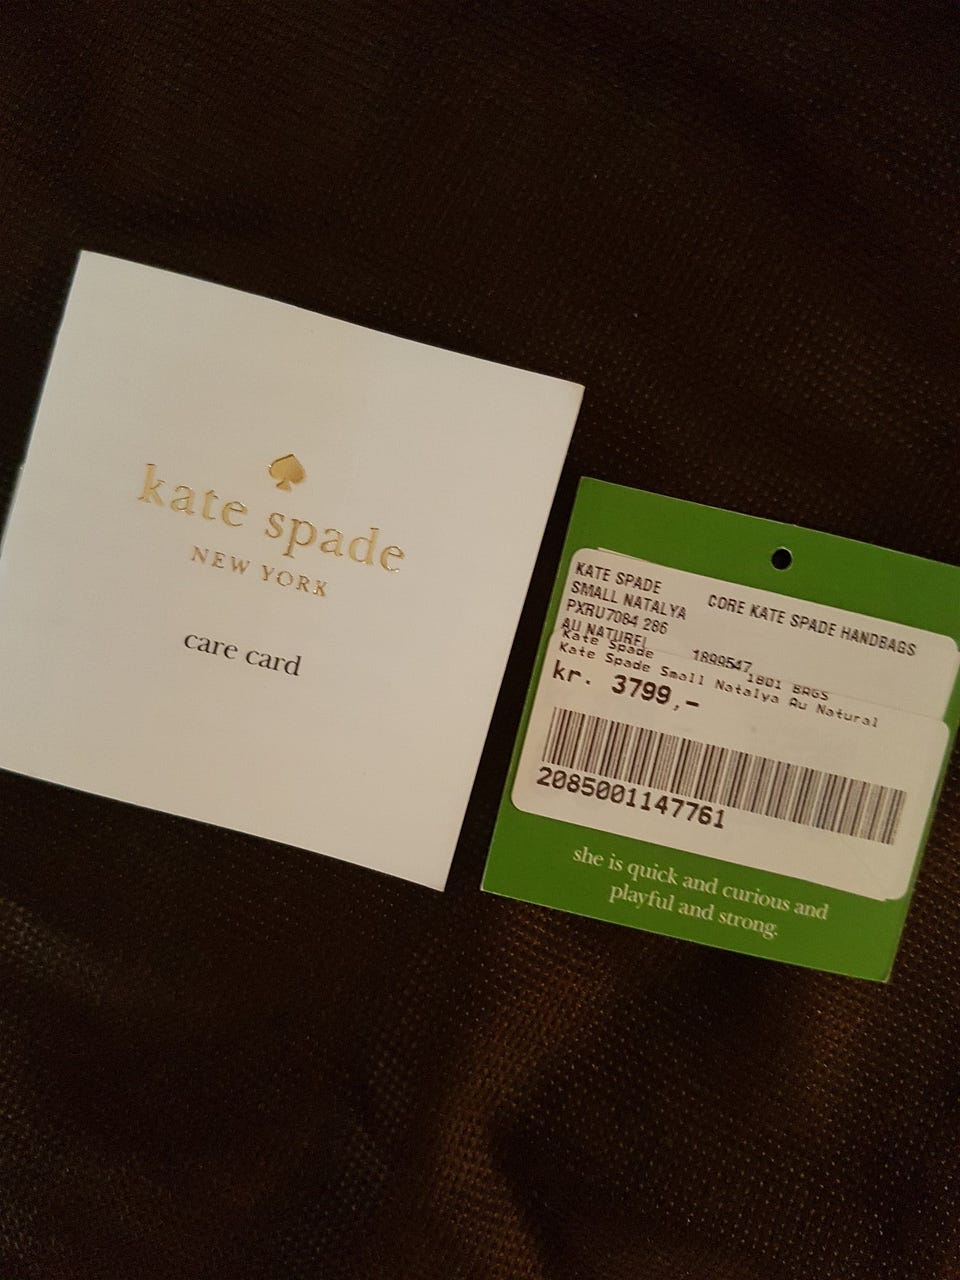 kate spade
NEW YORK
care card
KATE SPADE
SMALL NATALYA CORE KATE SPADE HANDBAGS
PXRU7084 286
AU NATUREL
Kate Spade 1899547 1801 BAGS
Kate Spade Small Natalya Au Natural
kr. 3799,-
2085001147761
she is quick and curious and
playful and strong.